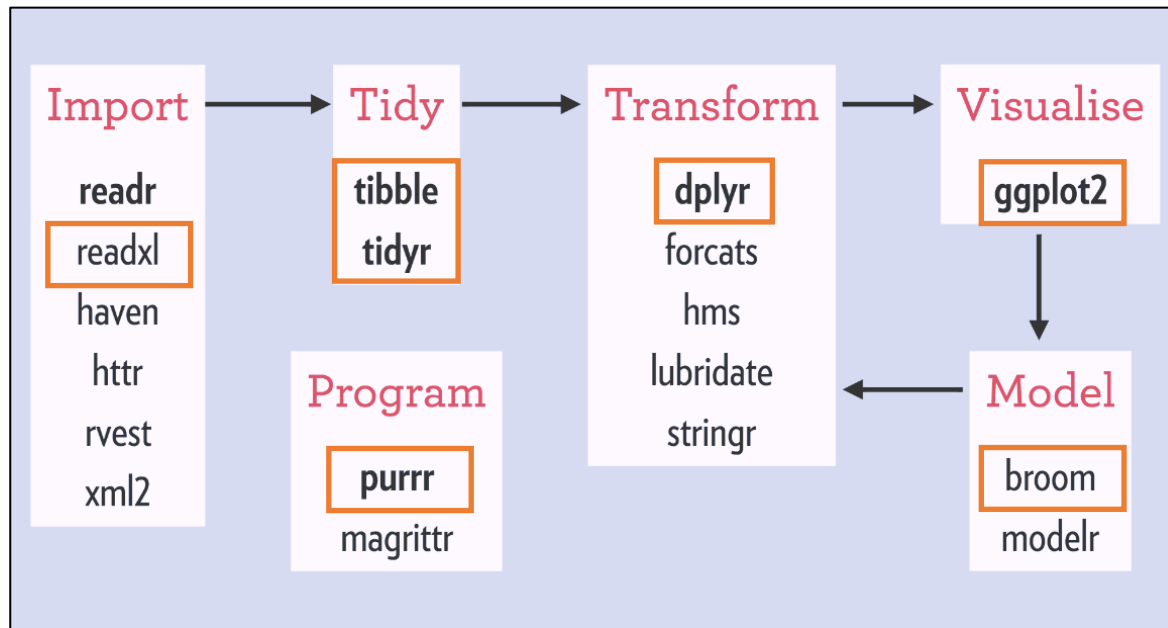 Import
readr
readxl
haven
httr
rvest
xml2
Tidy
tibble
tidyr
Program
purrr
magrittr
Transform
dplyr
forcats
hms
lubridate
stringr
Visualise
ggplot2
Model
broom
modelr